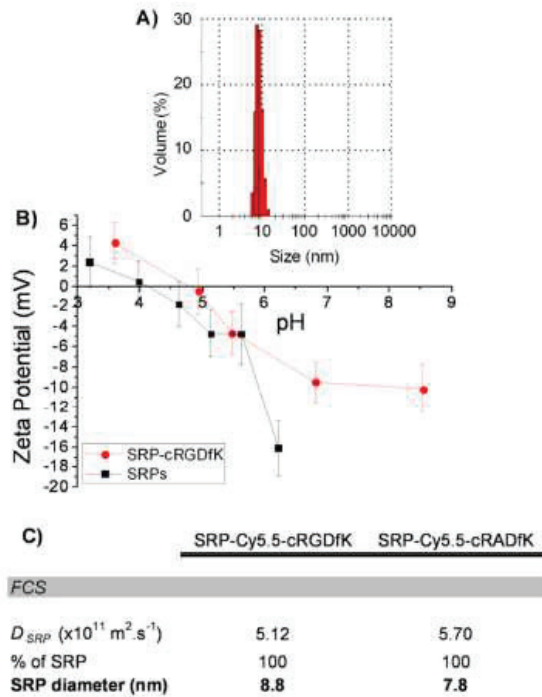 A)
30
20
10
0
Volume (%)
1 10 100 1000 10000
Size (nm)
B)
6
4
2
0
-2
-4
-6
-8
-10
-12
-14
-16
-18
-20
Zeta Potential (mV)
3 4 5 6 7 8 9
pH
SRP-cRGDfK
SRPs
C)
SRP-Cy5.5-cRGDfK SRP-Cy5.5-cRADfK
FCS
D SRP (x10¹¹ m².s⁻¹) 5.12 5.70
% of SRP 100 100
SRP diameter (nm) 8.8 7.8